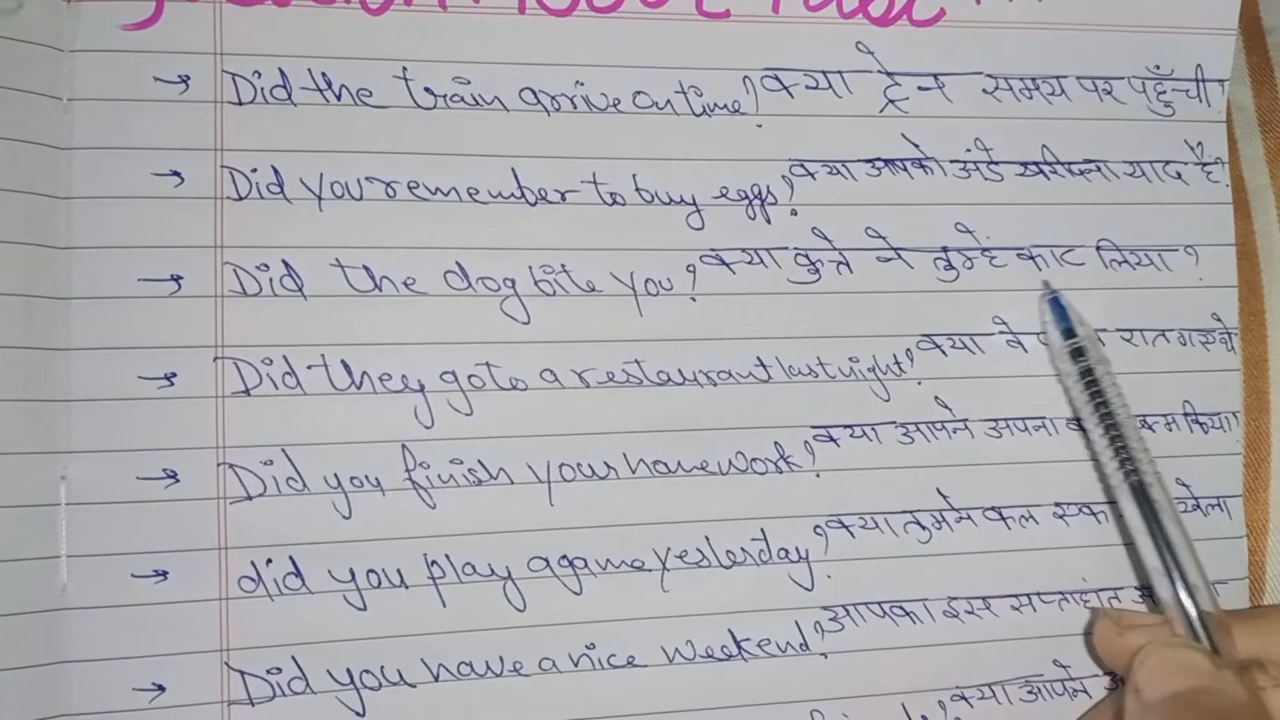 Did the train arrive on time? क्या ट्रेन समय पर पहुँची?
Did you remember to buy eggs? क्या आपको अंडे खरीदना याद है?
Did the dog bite you? क्या कुत्ते ने तुम्हें काट लिया?
Did they go to a restaurant last night? क्या वे रात गए थे
Did you finish your homework? क्या आपने अपना किया?
did you play a game yesterday? क्या तुमने कल एक खेला
Did you have a nice weekend? आपका इस सप्ताहांत
क्या आपने